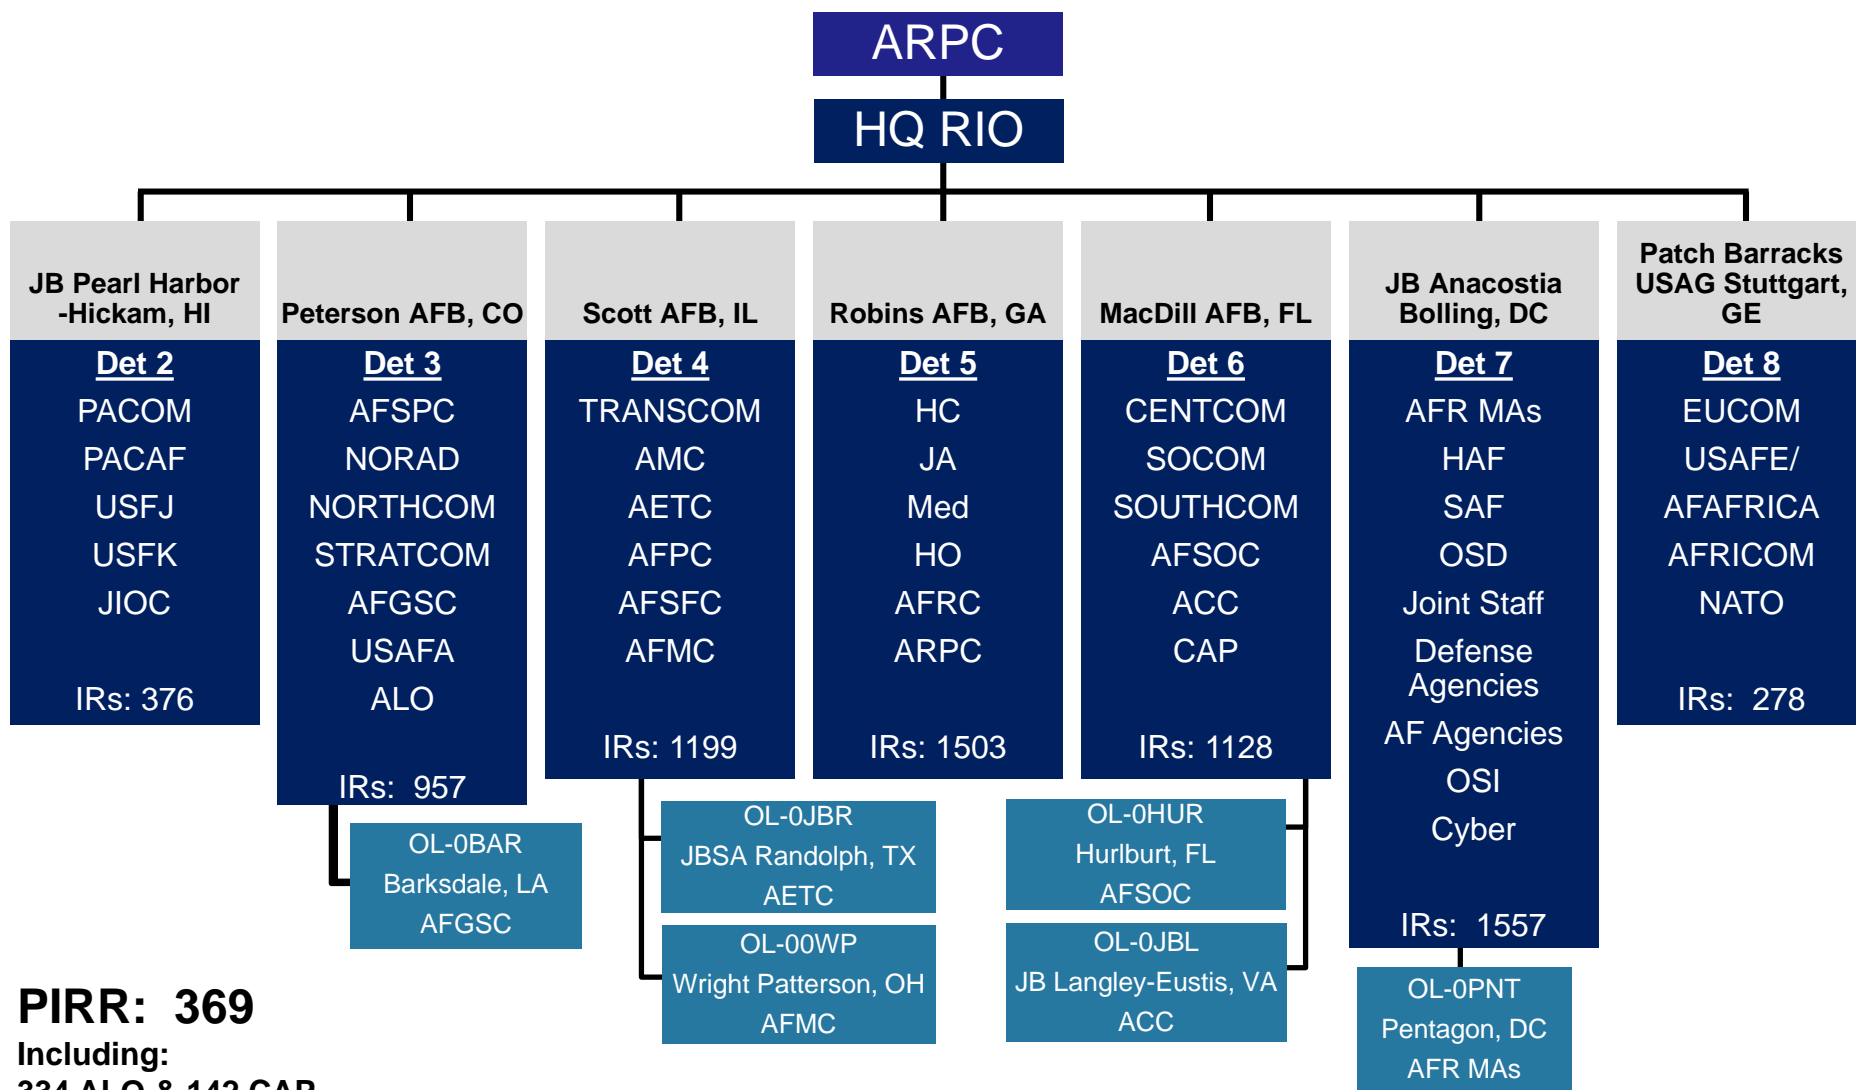 ARPC
HQ RIO
JB Pearl Harbor
-Hickam, HI
Det 2
PACOM
PACAF
USFJ
USFK
JIOC
IRs: 376
Peterson AFB, CO
Det 3
AFSPC
NORAD
NORTHCOM
STRATCOM
AFGSC
USAFA
ALO
IRs: 957
OL-0BAR
Barksdale, LA
AFGSC
Scott AFB, IL
Det 4
TRANSCOM
AMC
AETC
AFPC
AFSFC
AFMC
IRs: 1199
OL-0JBR
JBSA Randolph, TX
AETC
OL-00WP
Wright Patterson, OH
AFMC
Robins AFB, GA
Det 5
HC
JA
Med
HO
AFRC
ARPC
IRs: 1503
MacDill AFB, FL
Det 6
CENTCOM
SOCOM
SOUTHCOM
AFSOC
ACC
CAP
IRs: 1128
OL-0HUR
Hurlburt, FL
AFSOC
OL-0JBL
JB Langley-Eustis, VA
ACC
JB Anacostia
Bolling, DC
Det 7
AFR MAs
HAF
SAF
OSD
Joint Staff
Defense
Agencies
AF Agencies
OSI
Cyber
IRs: 1557
OL-0PNT
Pentagon, DC
AFR MAs
Patch Barracks
USAG Stuttgart,
GE
Det 8
EUCOM
USAFE/
AFAFRICA
AFRICOM
NATO
IRs: 278
PIRR: 369
Including:
334 ALO & 142 CAP